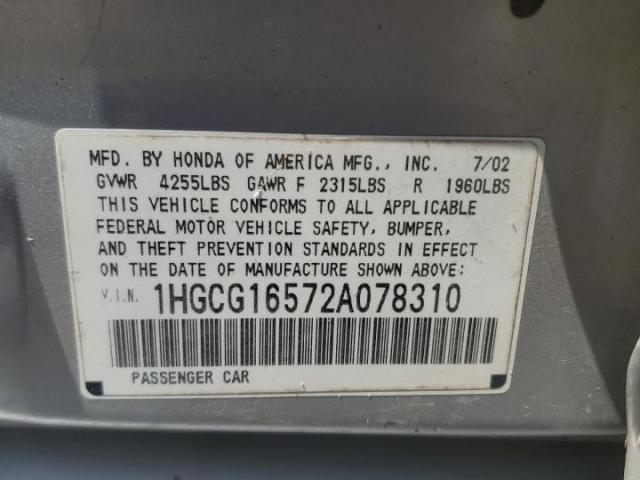 MFD. BY HONDA OF AMERICA MFG., INC. 7/02
GVWR 4255LBS GAWR F 2315LBS R 1960LBS
THIS VEHICLE CONFORMS TO ALL APPLICABLE
FEDERAL MOTOR VEHICLE SAFETY, BUMPER,
AND THEFT PREVENTION STANDARDS IN EFFECT
ON THE DATE OF MANUFACTURE SHOWN ABOVE:
V.I.N. 1HGCG16572A078310
PASSENGER CAR